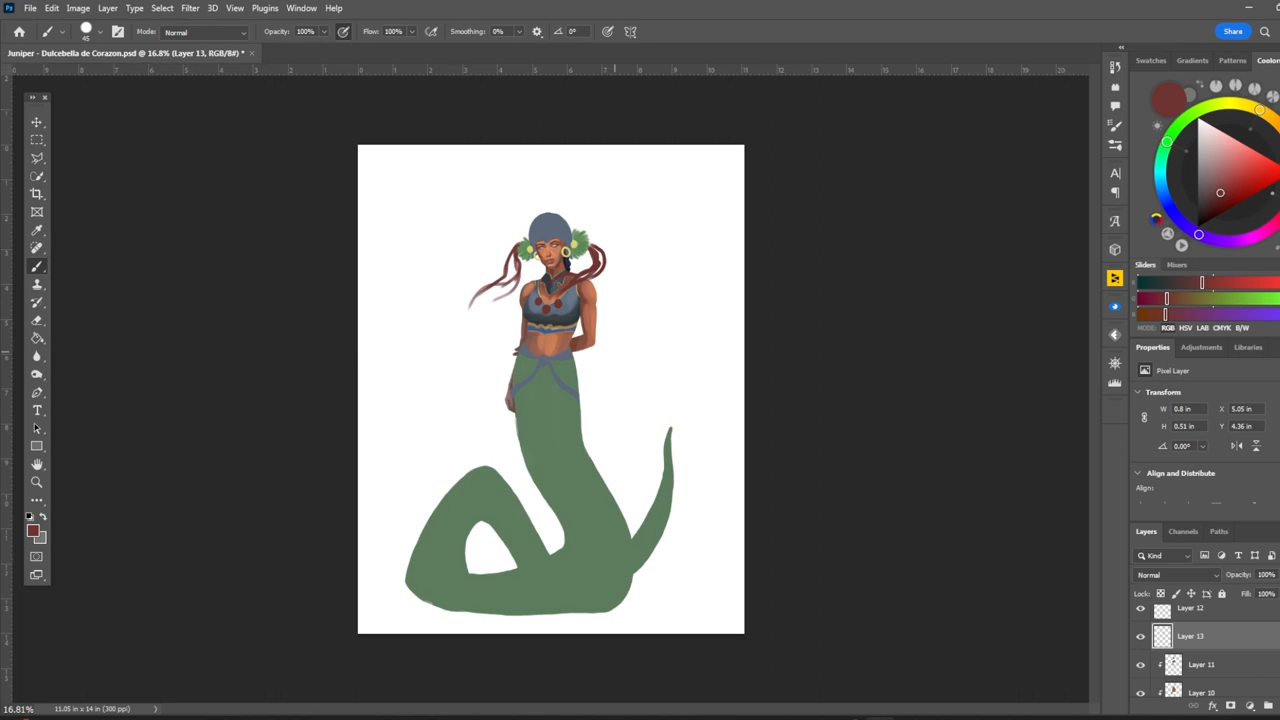 Ps File Edit Image Layer Type Select Filter 3D View Plugins Window Help
45 Mode: Normal Opacity: 100% Flow: 100% Smoothing: 0% 0° Share
Juniper - Dulcebella de Corazon.psd @ 16.8% (Layer 13, RGB/8#) * ×
Swatches Gradients Patterns Coolor
Sliders Mixers
MODE: RGB HSV LAB CMYK B/W
Properties Adjustments Libraries
Pixel Layer
Transform
W 0.8 in X 5.05 in
H 0.51 in Y 4.36 in
0.00°
Align and Distribute
Align:
Layers Channels Paths
Kind
Normal Opacity: 100%
Lock: Fill: 100%
Layer 12
Layer 13
Layer 11
Layer 10
16.81% 11.05 in x 14 in (300 ppi)